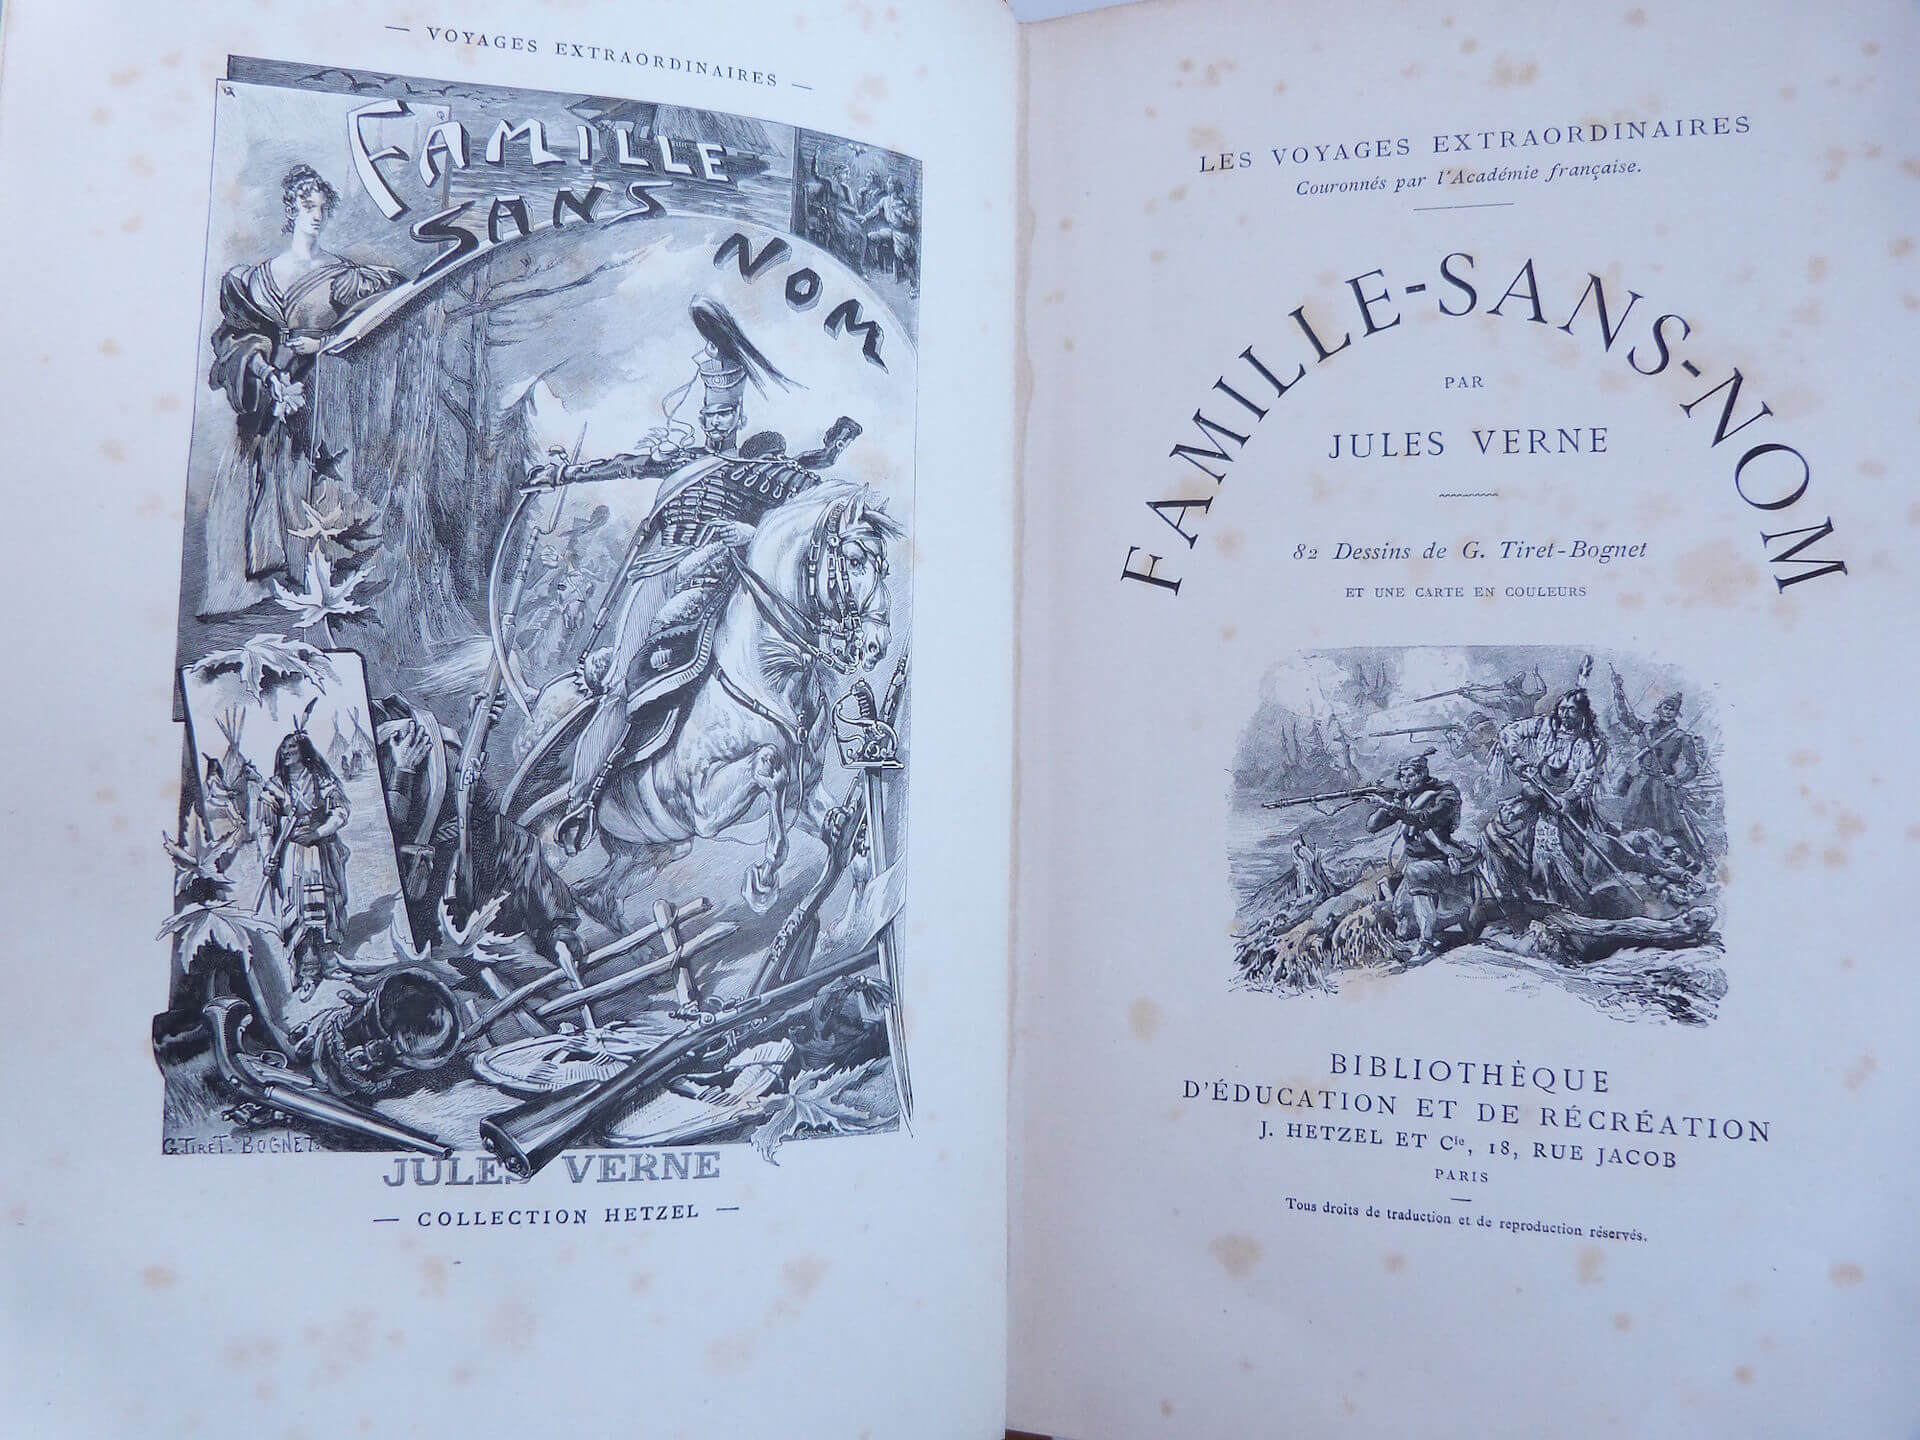 — VOYAGES EXTRAORDINAIRES —
FAMILLE
SANS
NOM
G. TIRET-BOGNET.
JULES VERNE
— COLLECTION HETZEL —
LES VOYAGES EXTRAORDINAIRES
Couronnés par l'Académie française.
FAMILLE-SANS-NOM
PAR
JULES VERNE
82 Dessins de G. Tiret-Bognet
ET UNE CARTE EN COULEURS
BIBLIOTHÈQUE
D'ÉDUCATION ET DE RÉCRÉATION
J. HETZEL ET Cie, 18, RUE JACOB
PARIS
Tous droits de traduction et de reproduction réservés.